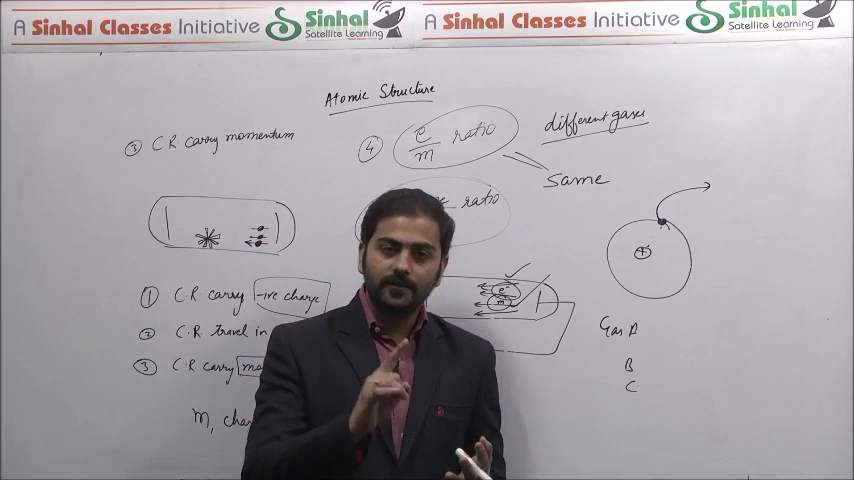 A Sinhal Classes Initiative Sinhal Satellite Learning
A Sinhal Classes Initiative Sinhal Satellite Learning
Atomic Structure
③ C.R. carry momentum
④ e/m ratio
different gases
Same
ratio
① C.R carry -ive charge
② C.R. travel in
③ C.R carry
m, cha
e⁻
m
+
Gas A
B
C